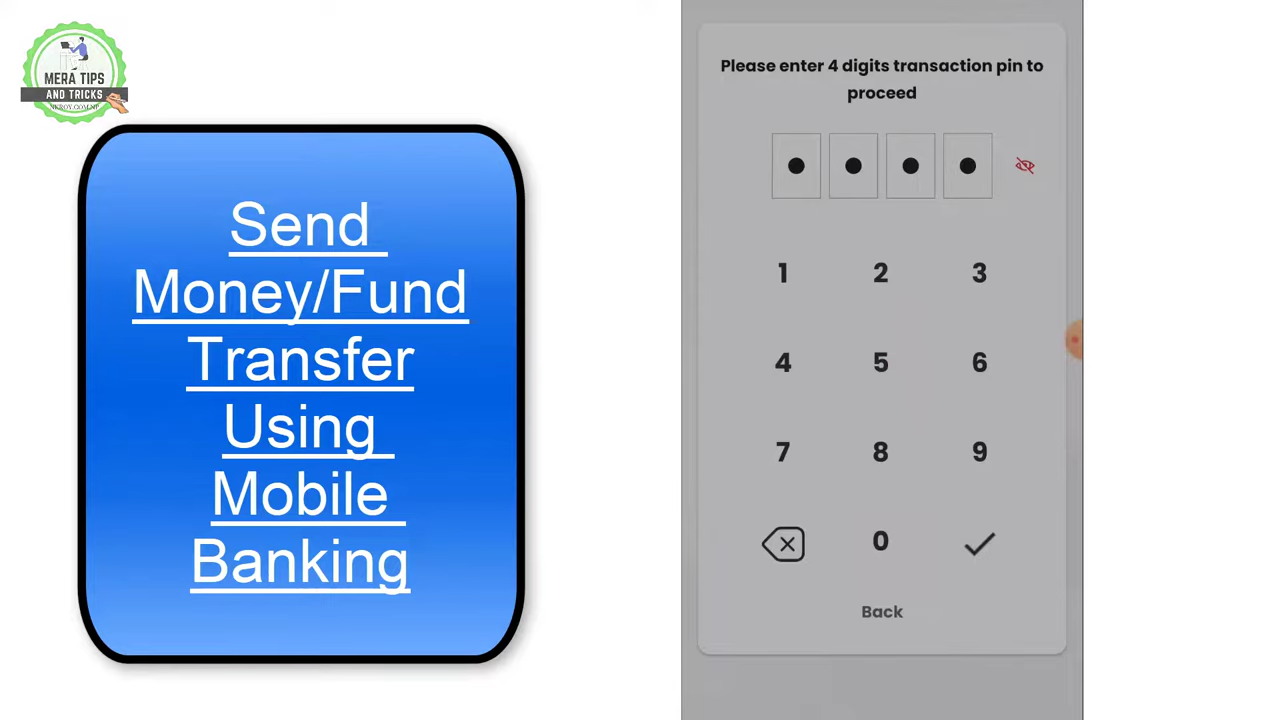 MERA TIPS
AND TRICKS
Send
Money/Fund
Transfer
Using
Mobile
Banking
Please enter 4 digits transaction pin to
proceed
1 2 3
4 5 6
7 8 9
0
Back